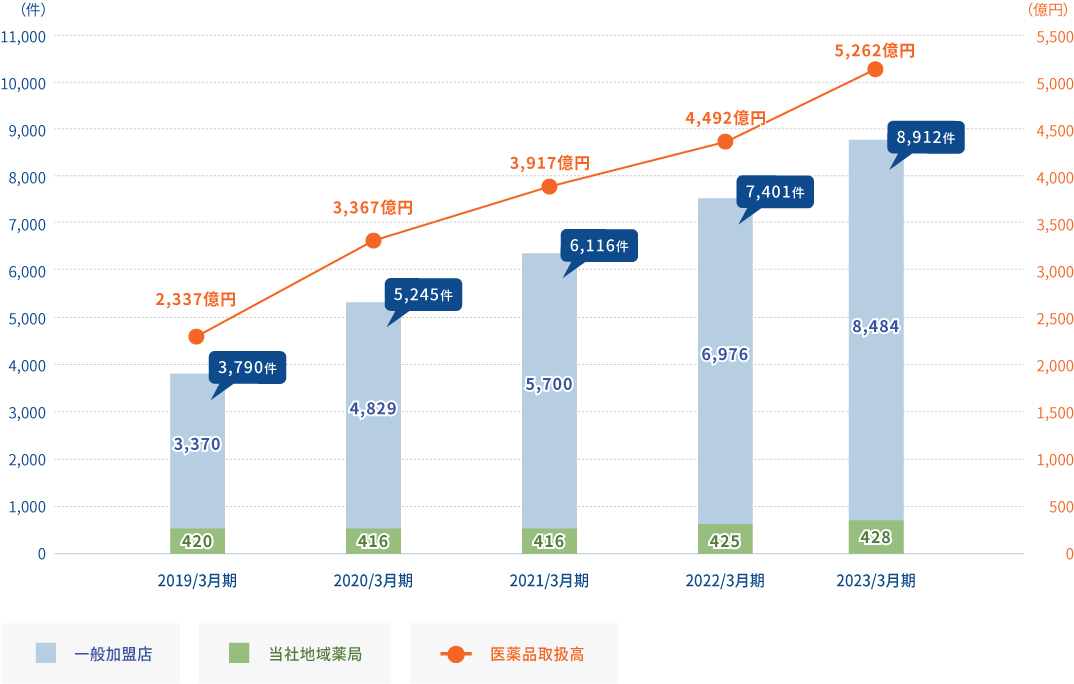 （件）
（億円）
11,000
10,000
9,000
8,000
7,000
6,000
5,000
4,000
3,000
2,000
1,000
0
5,500
5,000
4,500
4,000
3,500
3,000
2,500
2,000
1,500
1,000
500
0
2,337億円
3,367億円
3,917億円
4,492億円
5,262億円
3,790件
5,245件
6,116件
7,401件
8,912件
3,370
4,829
5,700
6,976
8,484
420
416
416
425
428
2019/3月期
2020/3月期
2021/3月期
2022/3月期
2023/3月期
一般加盟店
当社地域薬局
医薬品取扱高